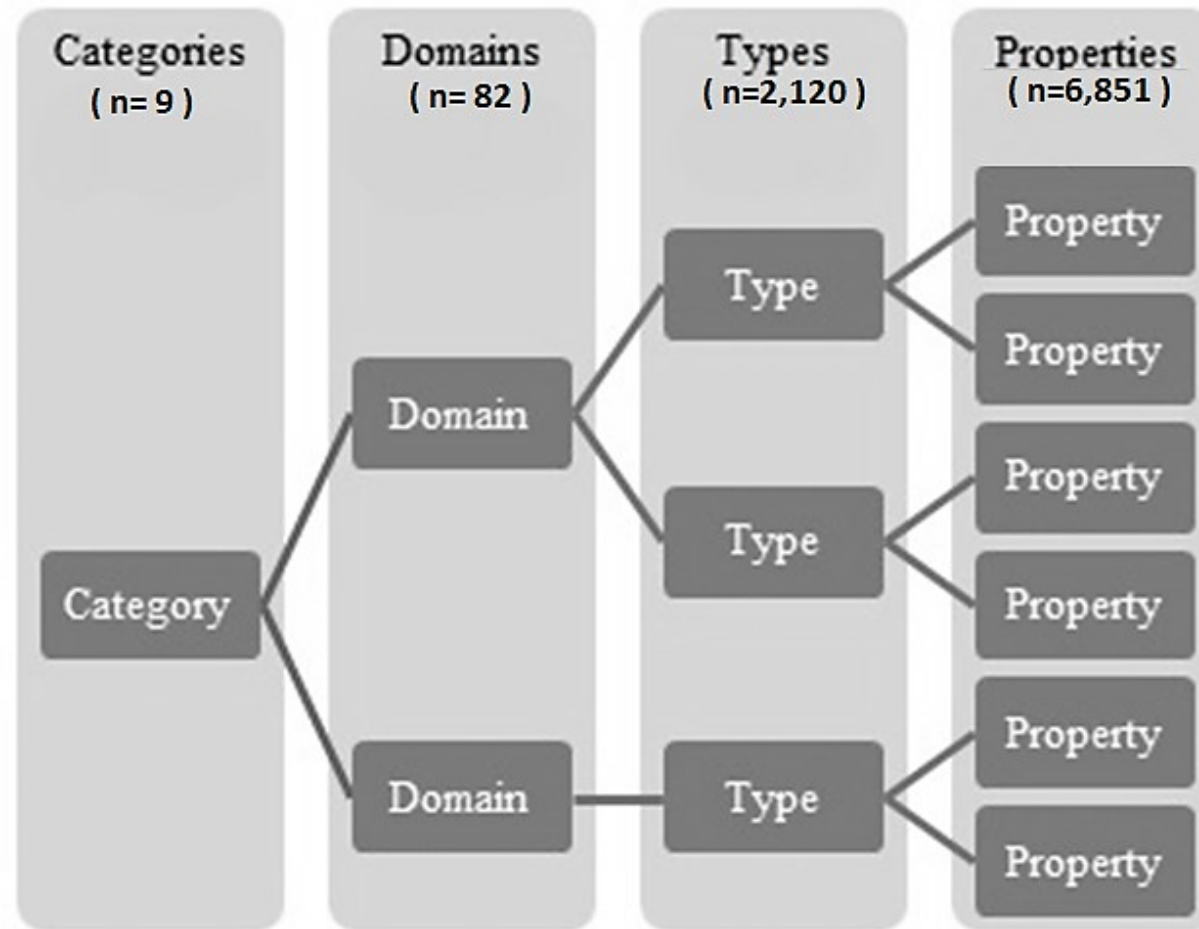 Categories
( n= 9 )
Domains
( n= 82 )
Types
( n=2,120 )
Properties
( n=6,851 )
Category
Domain
Domain
Type
Type
Type
Property
Property
Property
Property
Property
Property